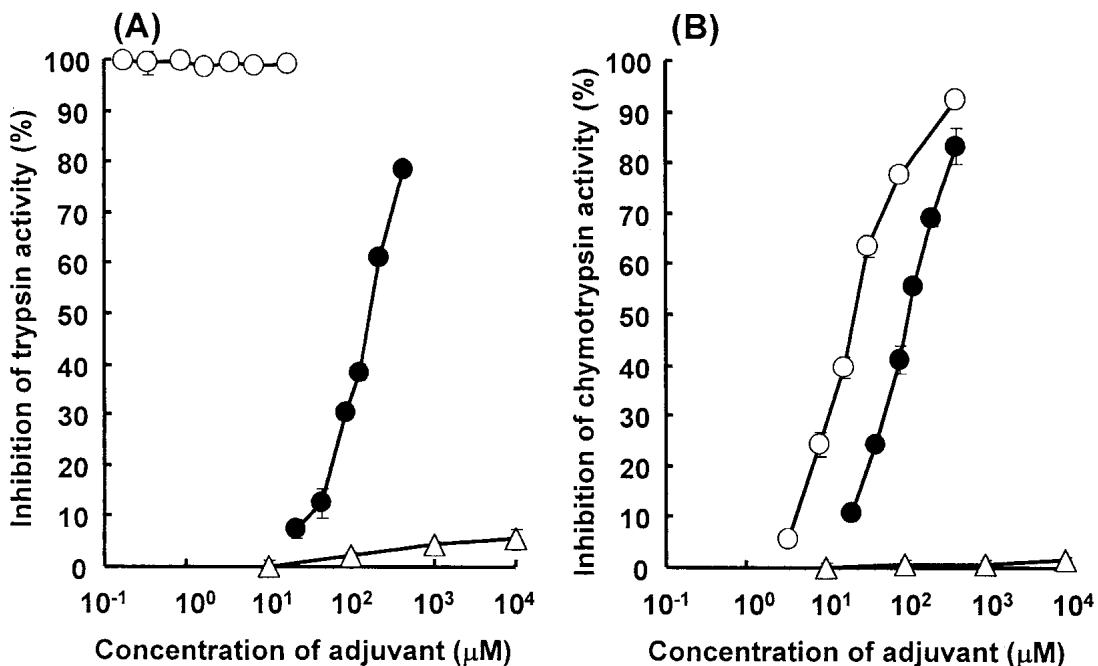 (A)
Inhibition of trypsin activity (%)
100
90
80
70
60
50
40
30
20
10
0
10⁻¹ 10⁰ 10¹ 10² 10³ 10⁴
Concentration of adjuvant (μM)
(B)
Inhibition of chymotrypsin activity (%)
100
90
80
70
60
50
40
30
20
10
0
10⁻¹ 10⁰ 10¹ 10² 10³ 10⁴
Concentration of adjuvant (μM)